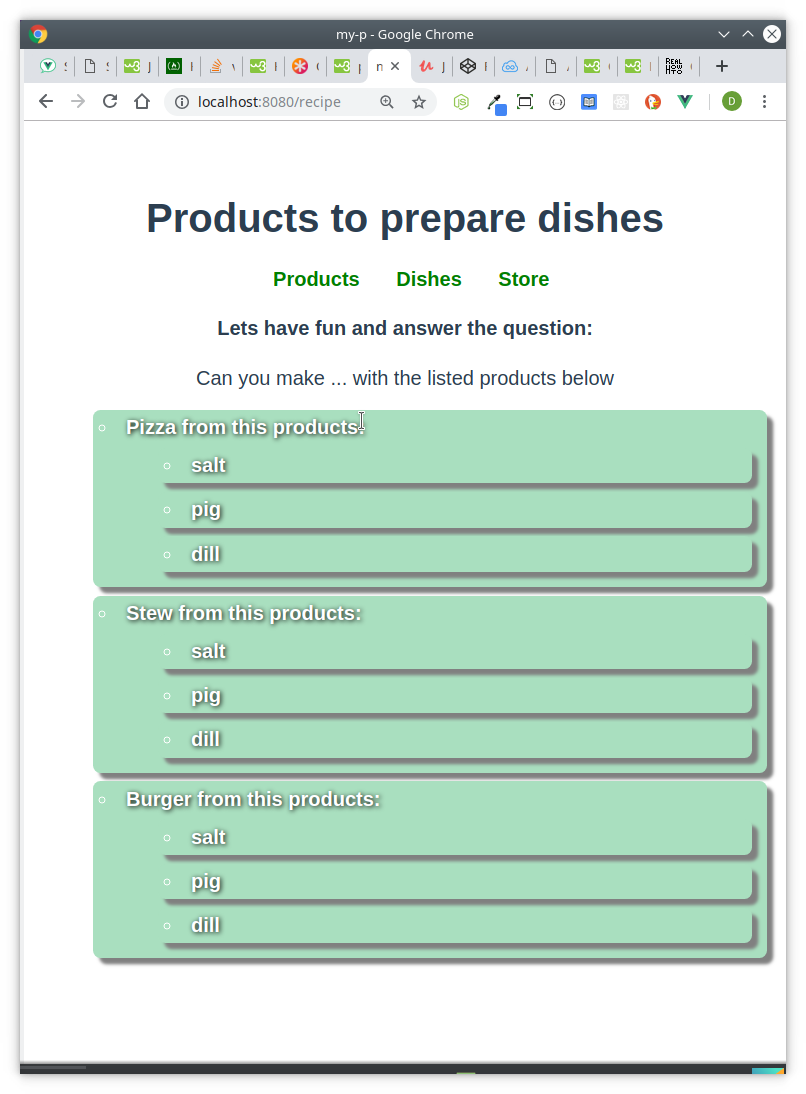 my-p - Google Chrome
localhost:8080/recipe
D
Products to prepare dishes
Products Dishes Store
Lets have fun and answer the question:
Can you make ... with the listed products below
Pizza from this products:
salt
pig
dill
Stew from this products:
salt
pig
dill
Burger from this products:
salt
pig
dill